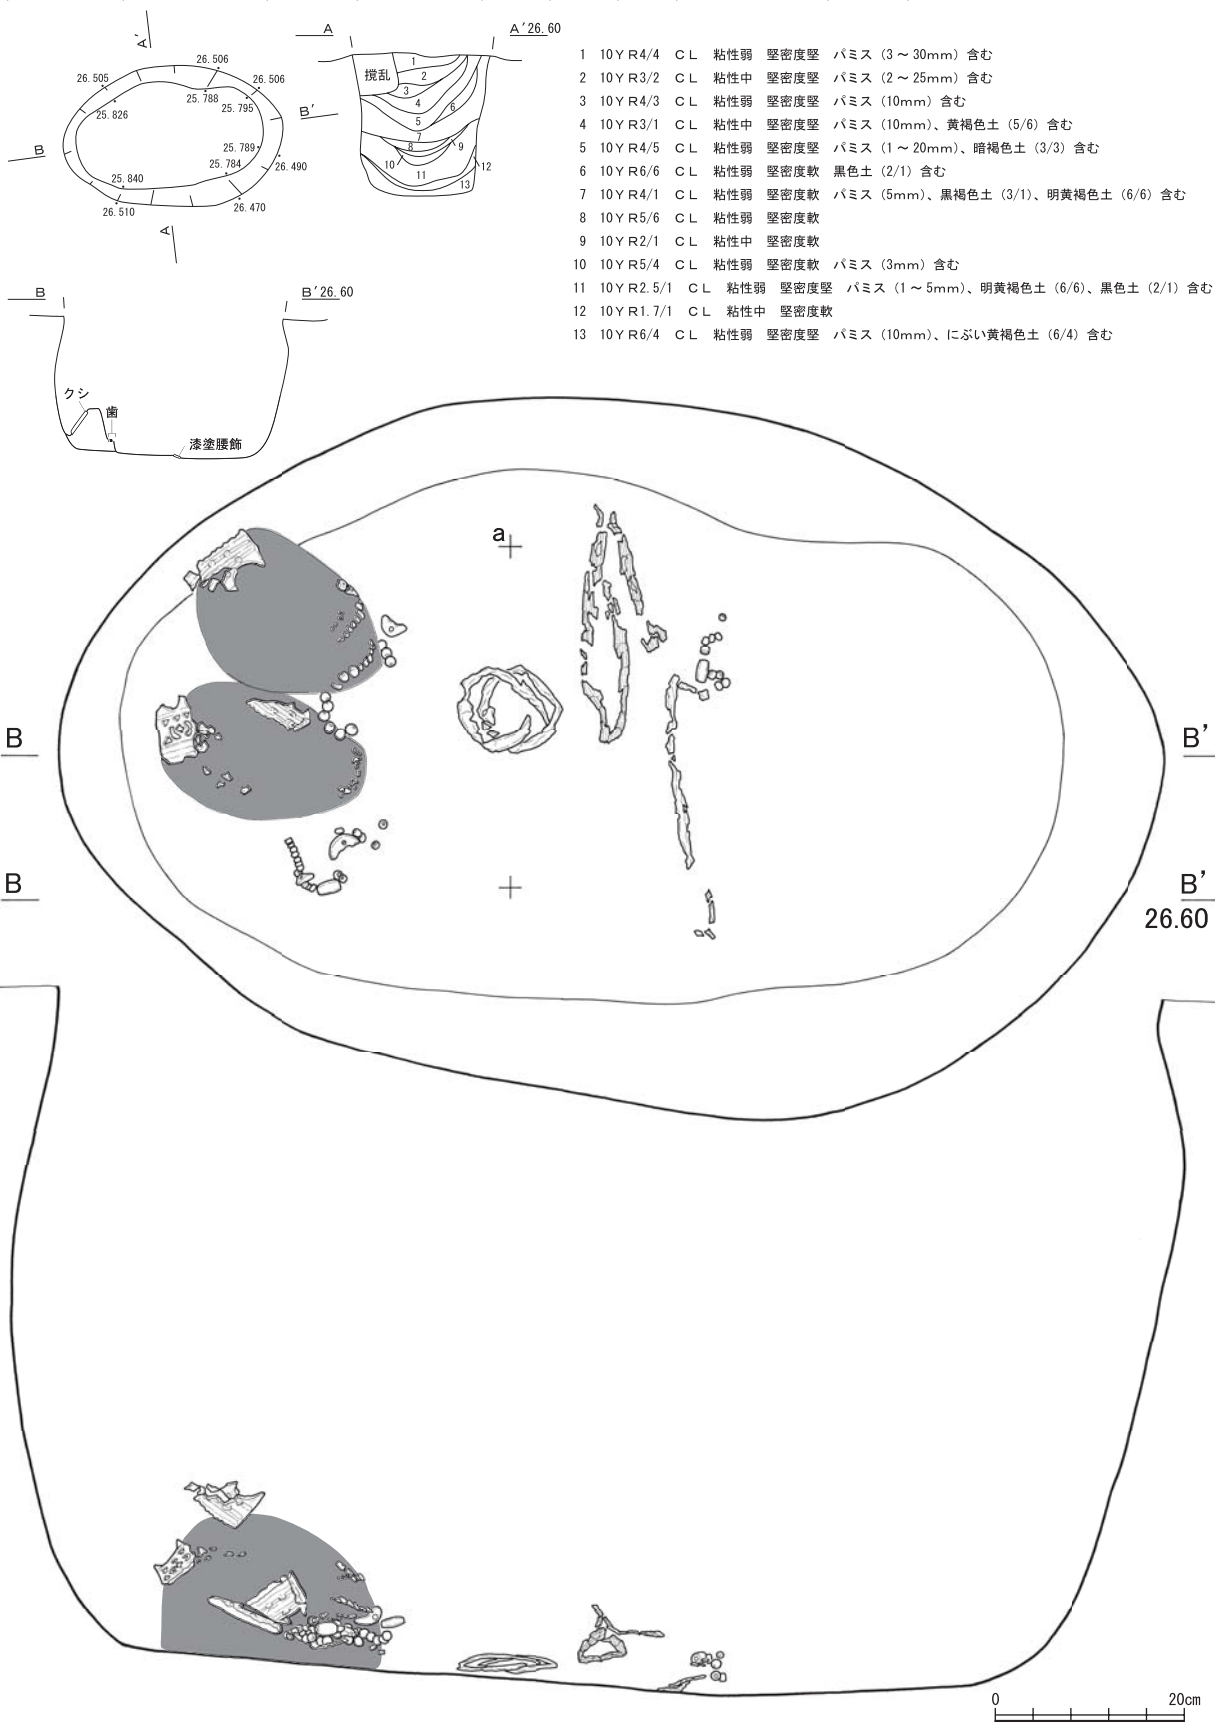 A'
26.506
26.505
26.506
25.788
25.795
25.826
B'
B
25.789
25.784
26.490
25.840
26.510
26.470
A
A
A'26.60
撹乱
1
2
3
4
6
5
7
8
9
10
12
11
13
1 10YR4/4 CL 粘性弱 堅密度堅 パミス（3～30mm）含む
2 10YR3/2 CL 粘性中 堅密度堅 パミス（2～25mm）含む
3 10YR4/3 CL 粘性弱 堅密度堅 パミス（10mm）含む
4 10YR3/1 CL 粘性中 堅密度堅 パミス（10mm）、黄褐色土（5/6）含む
5 10YR4/5 CL 粘性弱 堅密度堅 パミス（1～20mm）、暗褐色土（3/3）含む
6 10YR6/6 CL 粘性弱 堅密度軟 黒色土（2/1）含む
7 10YR4/1 CL 粘性弱 堅密度軟 パミス（5mm）、黒褐色土（3/1）、明黄褐色土（6/6）含む
8 10YR5/6 CL 粘性弱 堅密度軟
9 10YR2/1 CL 粘性中 堅密度軟
10 10YR5/4 CL 粘性弱 堅密度軟 パミス（3mm）含む
11 10YR2.5/1 CL 粘性弱 堅密度堅 パミス（1～5mm）、明黄褐色土（6/6）、黒色土（2/1）含む
12 10YR1.7/1 CL 粘性中 堅密度軟
13 10YR6/4 CL 粘性弱 堅密度堅 パミス（10mm）、にぶい黄褐色土（6/4）含む
B
B'26.60
クシ
歯
漆塗腰飾
a
B
B'
B
B'
26.60
0 20cm